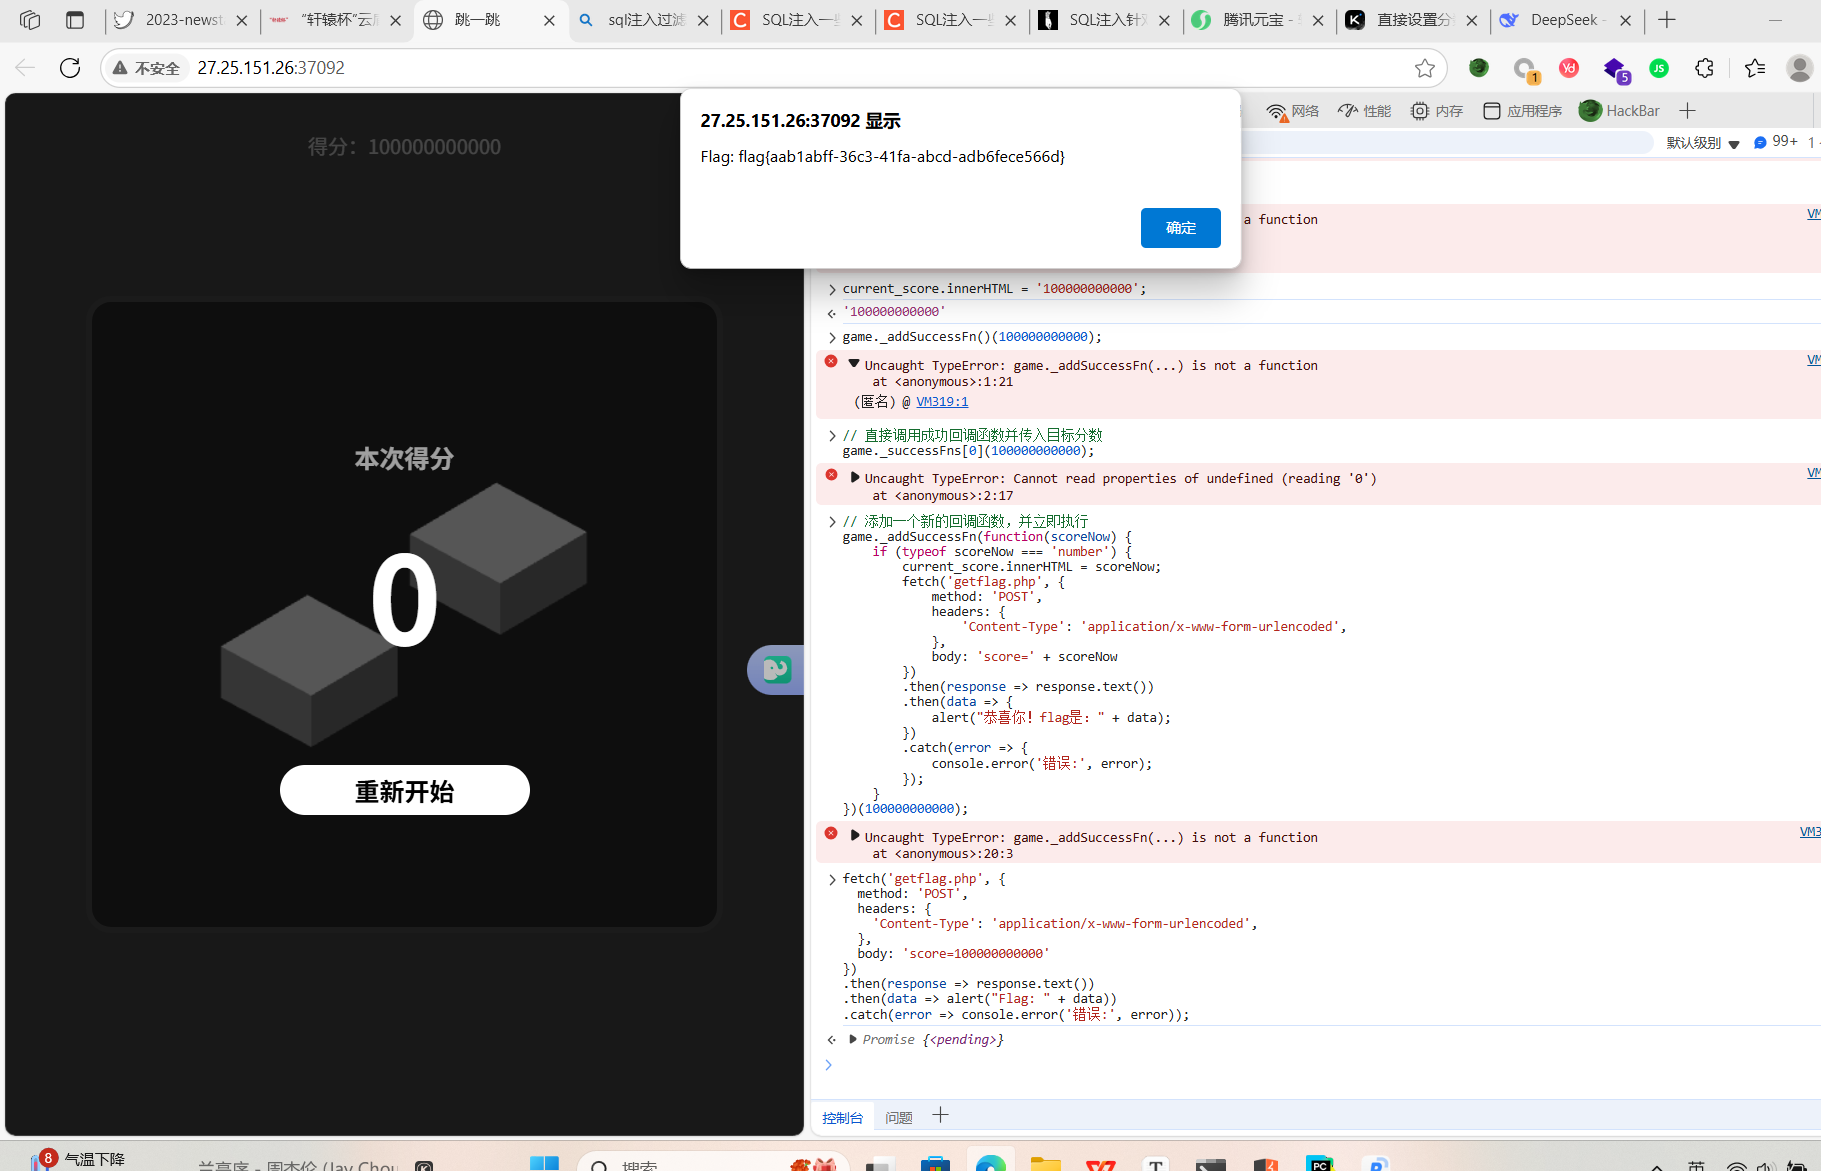 2023-newst
“轩辕杯”云
跳一跳
sql注入过滤
SQL注入一
SQL注入一
SQL注入针
腾讯元宝 -
直接设置分
DeepSeek -
不安全
27.25.151.26:37092
1
Yd
5
JS
得分：100000000000
本次得分
0
重新开始
27.25.151.26:37092 显示
Flag: flag{aab1abff-36c3-41fa-abcd-adb6fece566d}
确定
网络
性能
内存
应用程序
HackBar
默认级别
99+
1
a function
VM
current_score.innerHTML = '100000000000';
'100000000000'
game._addSuccessFn()(100000000000);
Uncaught TypeError: game._addSuccessFn(...) is not a function
VM
at <anonymous>:1:21
(匿名) @ VM319:1
// 直接调用成功回调函数并传入目标分数
game._successFns[0](100000000000);
Uncaught TypeError: Cannot read properties of undefined (reading '0')
VM
at <anonymous>:2:17
// 添加一个新的回调函数，并立即执行
game._addSuccessFn(function(scoreNow) {
if (typeof scoreNow === 'number') {
current_score.innerHTML = scoreNow;
fetch('getflag.php', {
method: 'POST',
headers: {
'Content-Type': 'application/x-www-form-urlencoded',
},
body: 'score=' + scoreNow
})
.then(response => response.text())
.then(data => {
alert("恭喜你！flag是：" + data);
})
.catch(error => {
console.error('错误:', error);
});
}
})(100000000000);
Uncaught TypeError: game._addSuccessFn(...) is not a function
VM3
at <anonymous>:20:3
fetch('getflag.php', {
method: 'POST',
headers: {
'Content-Type': 'application/x-www-form-urlencoded',
},
body: 'score=100000000000'
})
.then(response => response.text())
.then(data => alert("Flag: " + data))
.catch(error => console.error('错误:', error));
Promise {<pending>}
控制台
问题
8
气温下降
兰亭序 - 周杰伦 (Jay Chou
搜索
PC
英